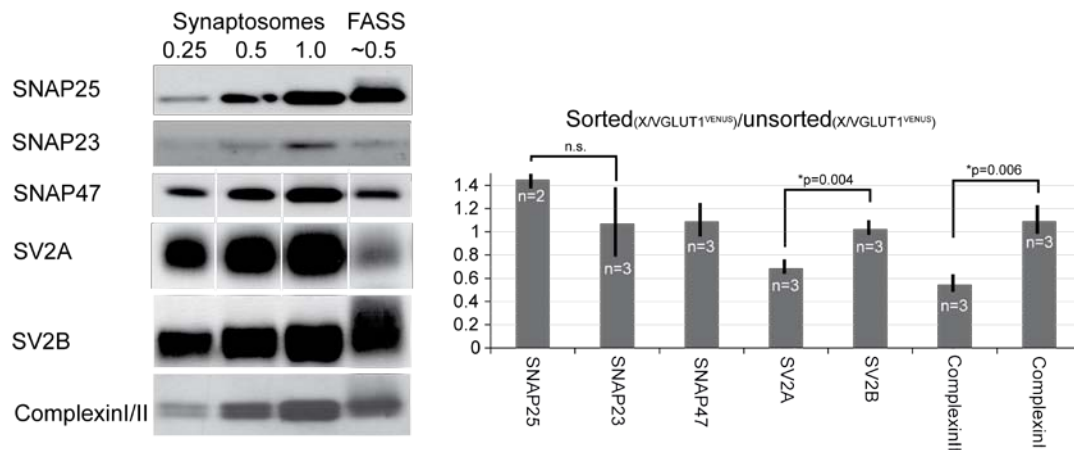 Synaptosomes FASS
0.25 0.5 1.0 ~0.5
SNAP25
SNAP23
SNAP47
SV2A
SV2B
ComplexinI/II
Sorted(X/VGLUT1VENUS)/unsorted(X/VGLUT1VENUS)
n.s.
*p=0.004
*p=0.006
1.4
1.2
1
0.8
0.6
0.4
0.2
0
n=2
n=3
n=3
n=3
n=3
n=3
n=3
SNAP25
SNAP23
SNAP47
SV2A
SV2B
ComplexinII
ComplexinI